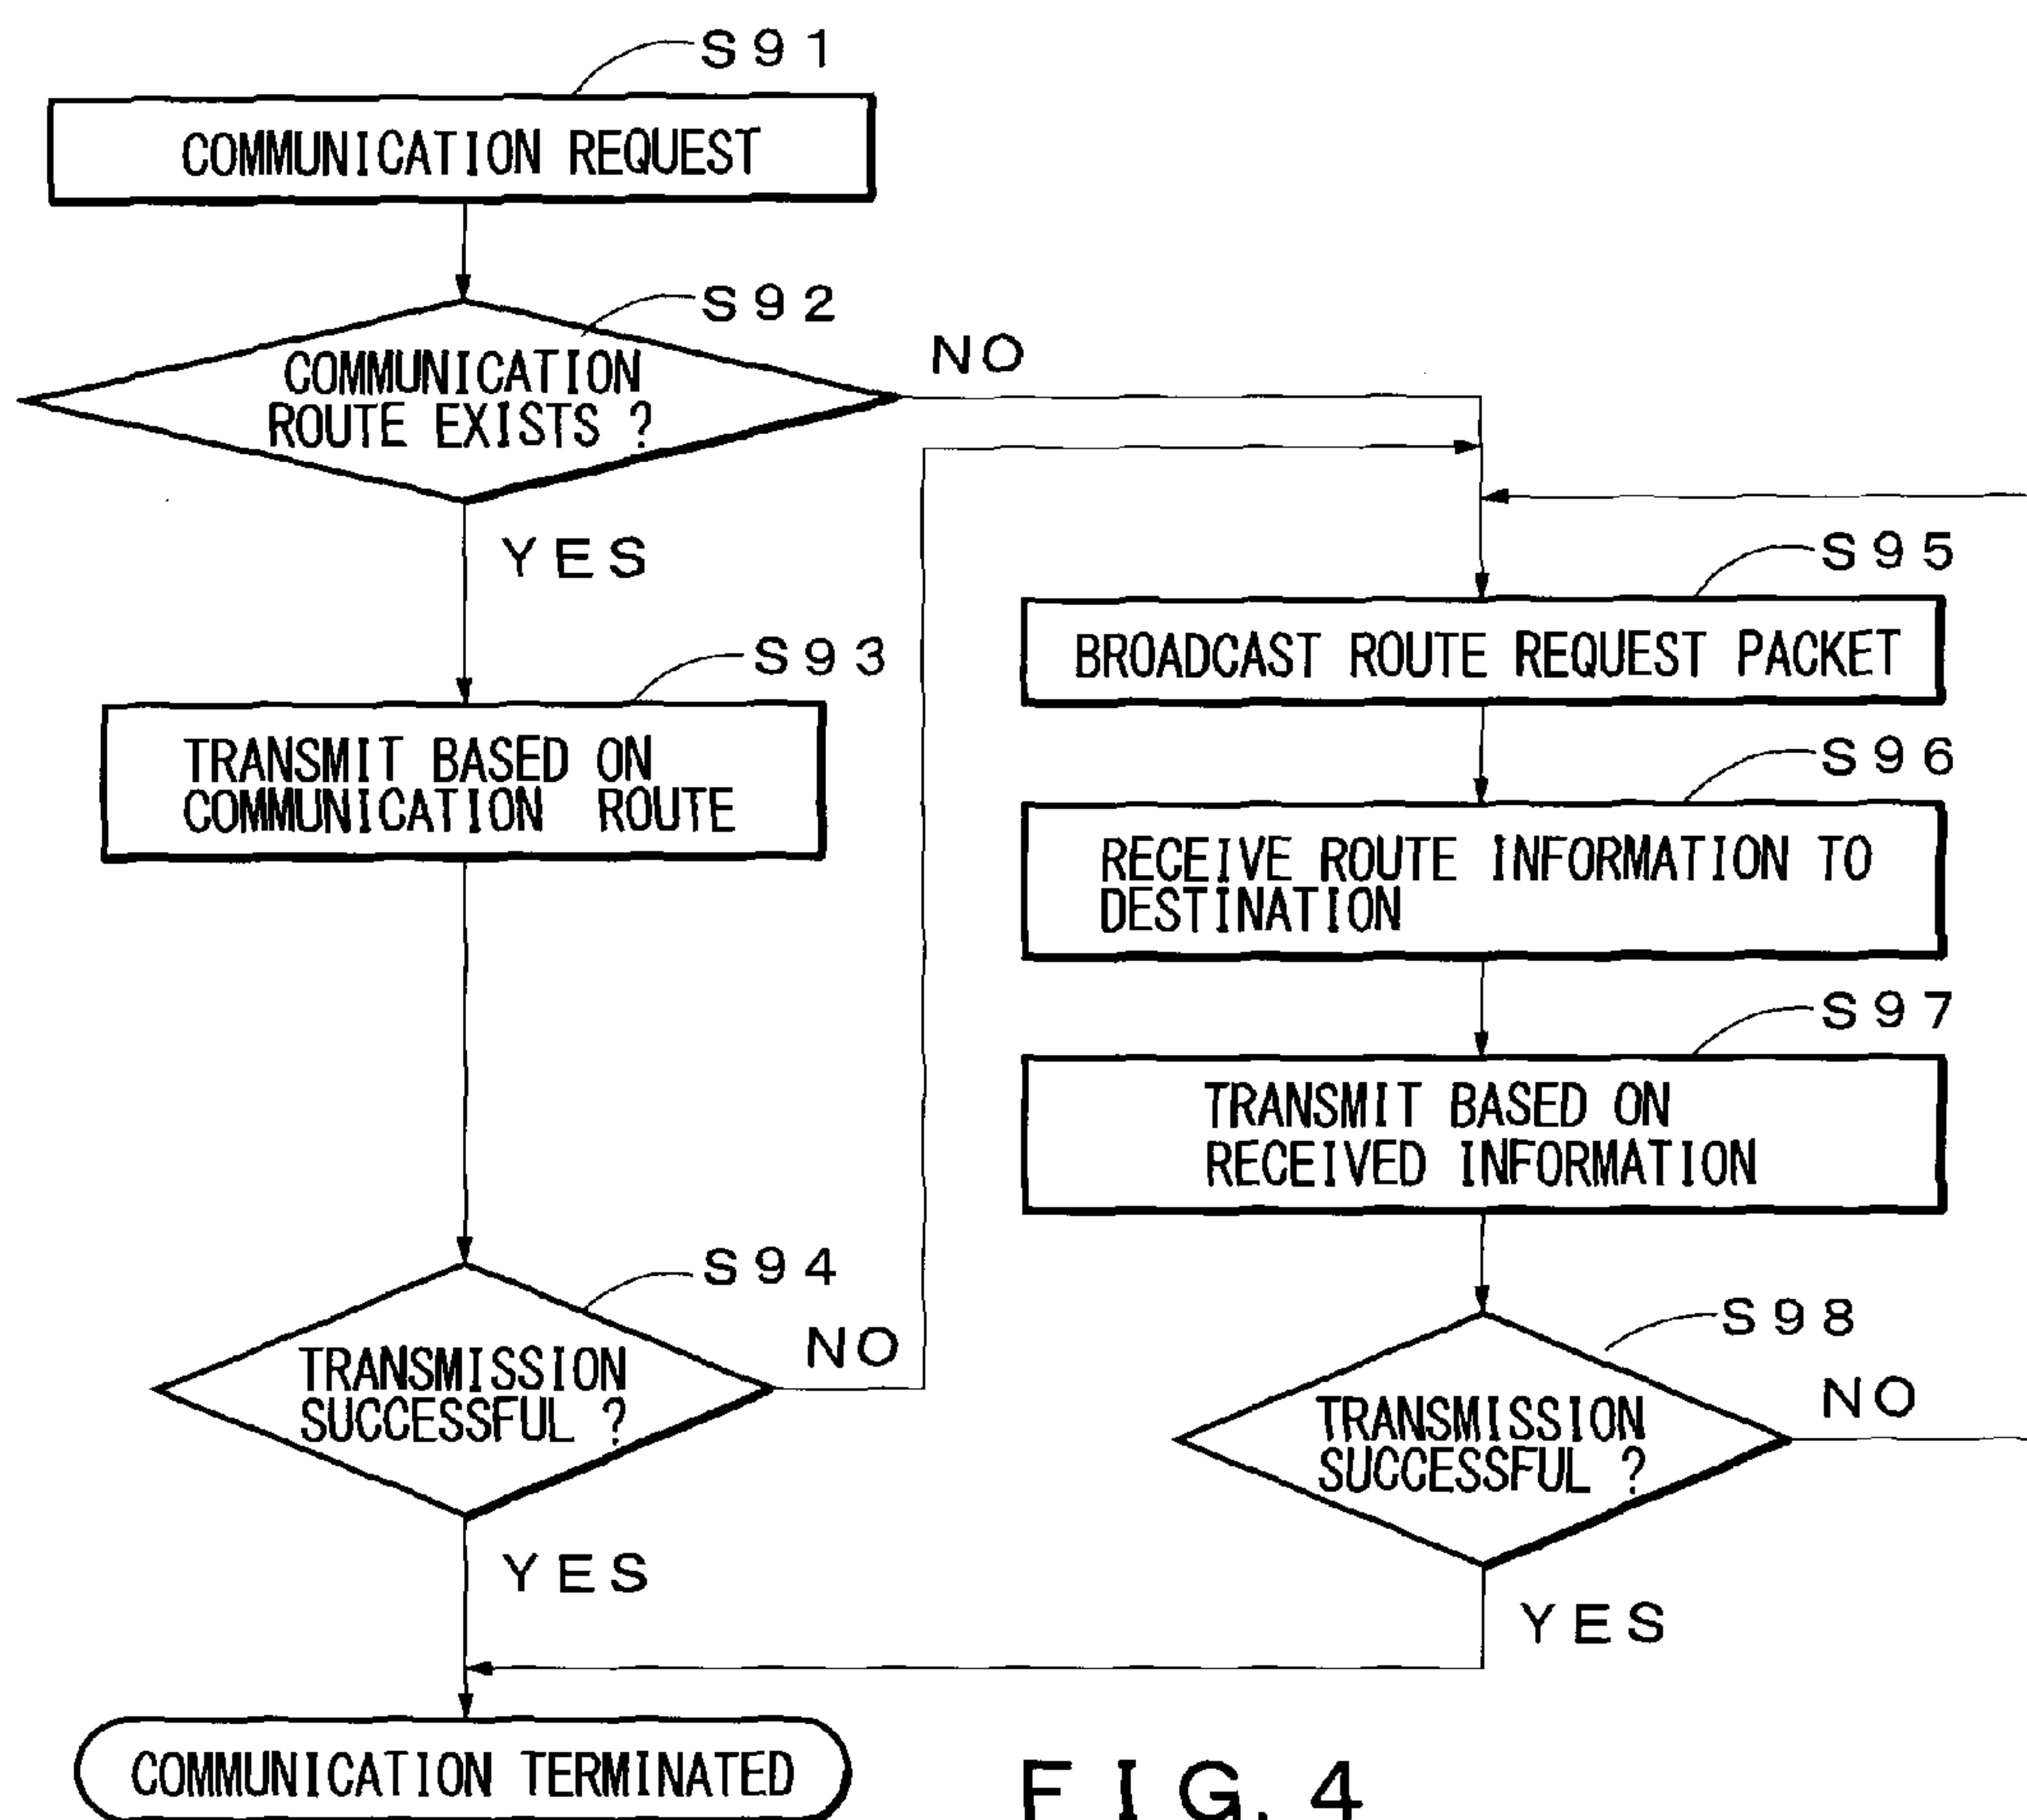 S91
COMMUNICATION REQUEST
S92
COMMUNICATION
ROUTE EXISTS ?
NO
YES
S93
TRANSMIT BASED ON
COMMUNICATION ROUTE
S94
TRANSMISSION
SUCCESSFUL ?
NO
YES
S95
BROADCAST ROUTE REQUEST PACKET
S96
RECEIVE ROUTE INFORMATION TO
DESTINATION
S97
TRANSMIT BASED ON
RECEIVED INFORMATION
S98
TRANSMISSION
SUCCESSFUL ?
NO
YES
COMMUNICATION TERMINATED
FIG. 4